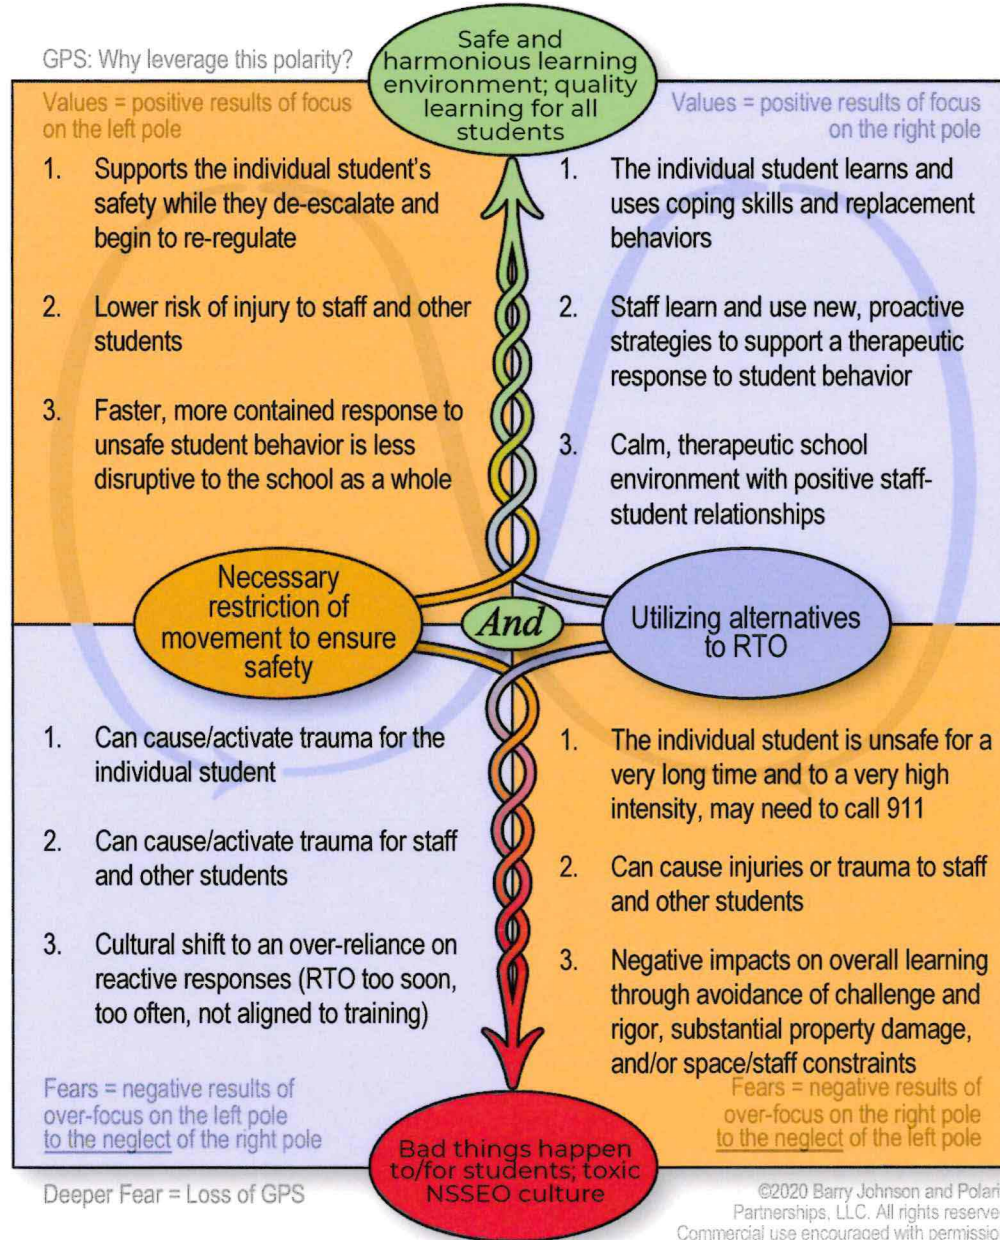 GPS: Why leverage this polarity?
Safe and
harmonious learning
environment; quality
learning for all
students
Values = positive results of focus
on the left pole
1. Supports the individual student's
safety while they de-escalate and
begin to re-regulate
2. Lower risk of injury to staff and other
students
3. Faster, more contained response to
unsafe student behavior is less
disruptive to the school as a whole
Values = positive results of focus
on the right pole
1. The individual student learns and
uses coping skills and replacement
behaviors
2. Staff learn and use new, proactive
strategies to support a therapeutic
response to student behavior
3. Calm, therapeutic school
environment with positive staff-
student relationships
Necessary
restriction of
movement to ensure
safety
And
Utilizing alternatives
to RTO
1. Can cause/activate trauma for the
individual student
2. Can cause/activate trauma for staff
and other students
3. Cultural shift to an over-reliance on
reactive responses (RTO too soon,
too often, not aligned to training)
Fears = negative results of
over-focus on the left pole
to the neglect of the right pole
1. The individual student is unsafe for a
very long time and to a very high
intensity, may need to call 911
2. Can cause injuries or trauma to staff
and other students
3. Negative impacts on overall learning
through avoidance of challenge and
rigor, substantial property damage,
and/or space/staff constraints
Fears = negative results of
over-focus on the right pole
to the neglect of the left pole
Bad things happen
to/for students; toxic
NSSEO culture
Deeper Fear = Loss of GPS
©2020 Barry Johnson and
Partnerships, LLC. All rights
Commercial use encouraged with